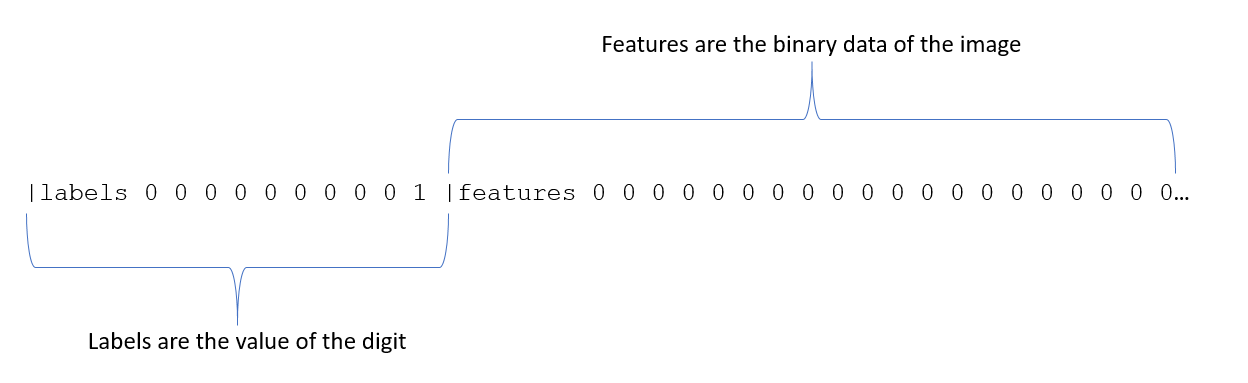 Features are the binary data of the image
|labels 0 0 0 0 0 0 0 0 0 1 |features 0 0 0 0 0 0 0 0 0 0 0 0 0 0 0 0 0 0 0 0…
Labels are the value of the digit